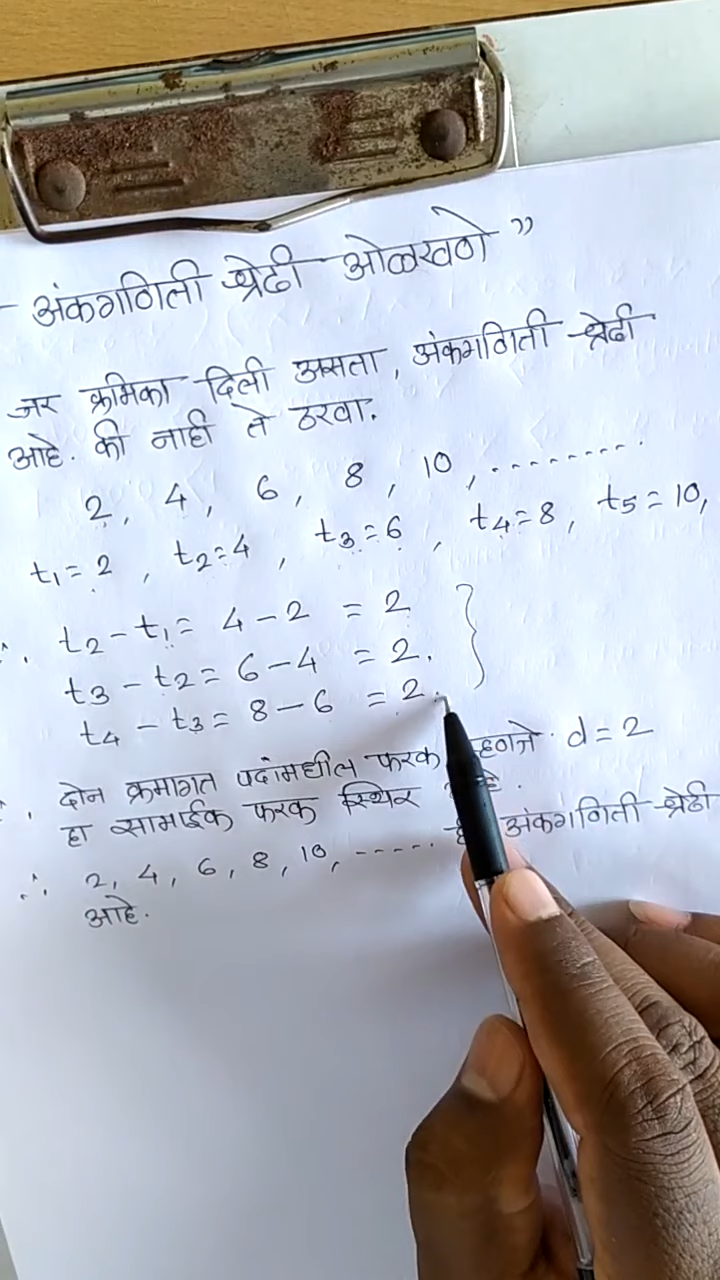 - अंकगणिती श्रेढी ओळखणे ”
जर क्रमिका दिली असता , अंकगणिती श्रेढी
आहे. की नाही ते ठरवा.
2 , 4 , 6 , 8 , 10 , ---------
t₁ = 2 , t₂ = 4 , t₃ = 6 , t₄ = 8 , t₅ = 10,
∴ t₂ - t₁ = 4 - 2 = 2
t₃ - t₂ = 6 - 4 = 2.
t₄ - t₃ = 8 - 6 = 2.
∴ दोन क्रमागत पदांमधील फरक म्हणजे d = 2
हा सामाईक फरक स्थिर आहे.
∴ 2, 4, 6, 8, 10, ----- अंकगणिती श्रेढी
आहे.